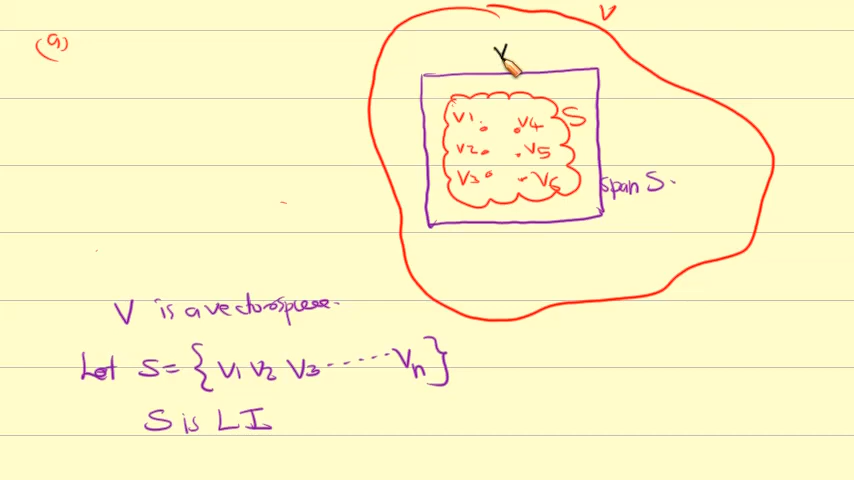 (a)
V
X
V1 V4 S
V2 V5
V3 V6
span S.
V is a vectorspace.
Let S = { V1 V2 V3 ...... Vn }
S is LI